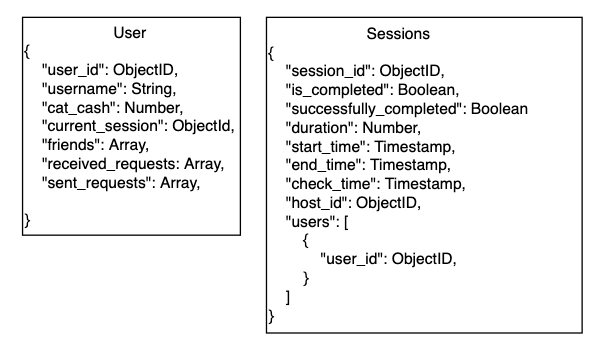 User
{
"user_id": ObjectID,
"username": String,
"cat_cash": Number,
"current_session": ObjectId,
"friends": Array,
"received_requests: Array,
"sent_requests": Array,
}
Sessions
{
"session_id": ObjectID,
"is_completed": Boolean,
"successfully_completed": Boolean
"duration": Number,
"start_time": Timestamp,
"end_time": Timestamp,
"check_time": Timestamp,
"host_id": ObjectID,
"users": [
{
"user_id": ObjectID,
}
]
}